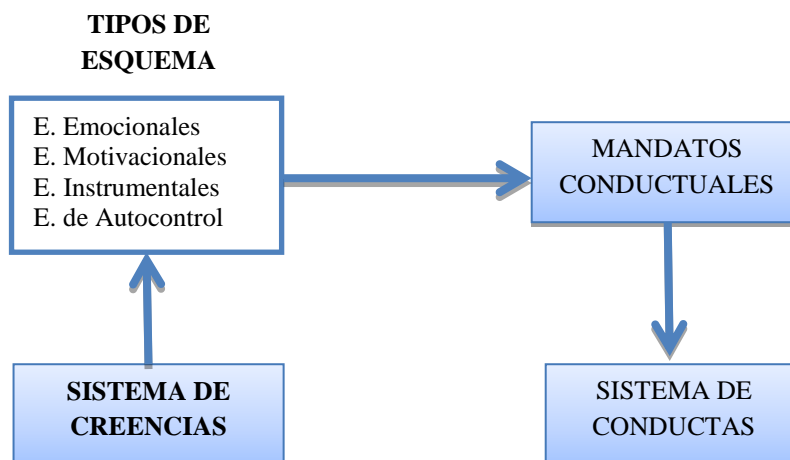 TIPOS DE
ESQUEMA
E. Emocionales
E. Motivacionales
E. Instrumentales
E. de Autocontrol
MANDATOS
CONDUCTUALES
SISTEMA DE
CREENCIAS
SISTEMA DE
CONDUCTAS